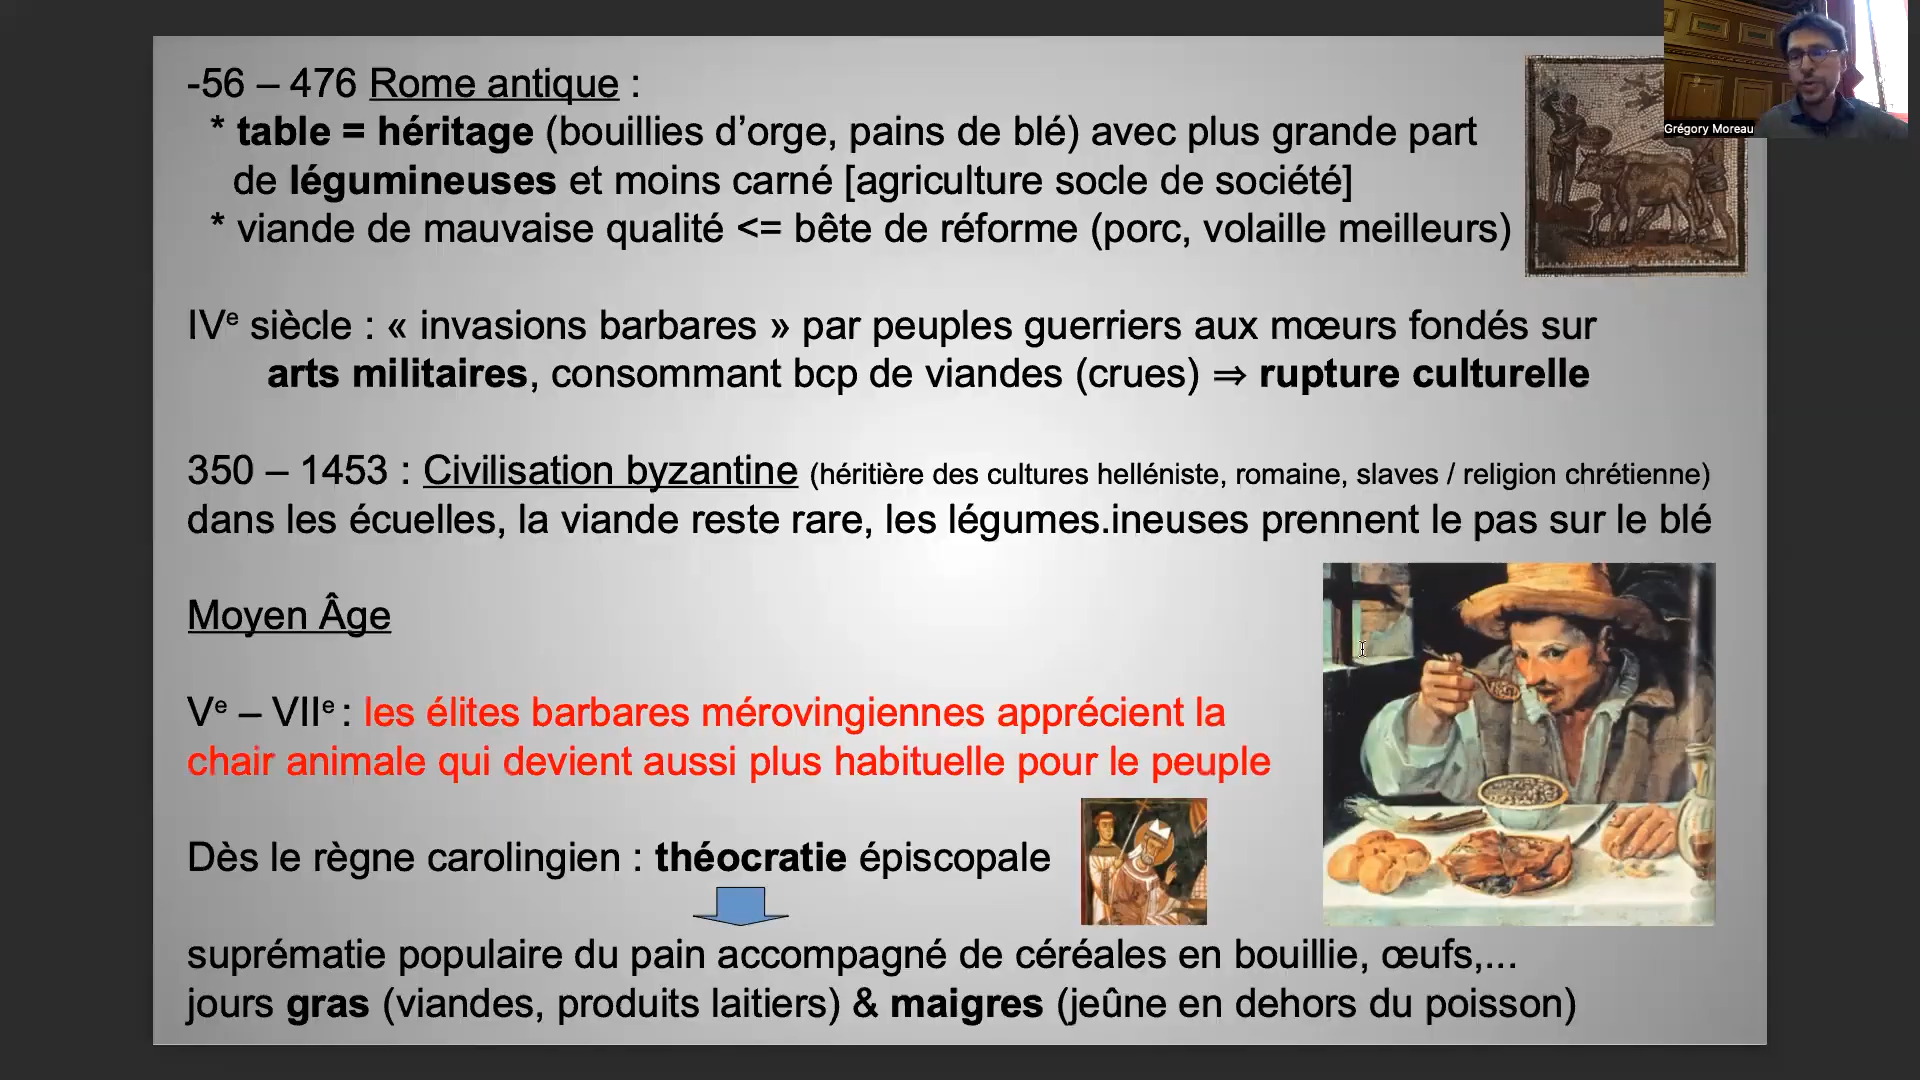 -56 – 476 Rome antique :
* table = héritage (bouillies d’orge, pains de blé) avec plus grande part
de légumineuses et moins carné [agriculture socle de société]
* viande de mauvaise qualité <= bête de réforme (porc, volaille meilleurs)
IVᵉ siècle : « invasions barbares » par peuples guerriers aux mœurs fondés sur
arts militaires, consommant bcp de viandes (crues) ⇒ rupture culturelle
350 – 1453 : Civilisation byzantine (héritière des cultures helléniste, romaine, slaves / religion chrétienne)
dans les écuelles, la viande reste rare, les légumes.ineuses prennent le pas sur le blé
Moyen Âge
Vᵉ – VIIᵉ : les élites barbares mérovingiennes apprécient la
chair animale qui devient aussi plus habituelle pour le peuple
Dès le règne carolingien : théocratie épiscopale
suprématie populaire du pain accompagné de céréales en bouillie, œufs,...
jours gras (viandes, produits laitiers) & maigres (jeûne en dehors du poisson)
Grégory Moreau